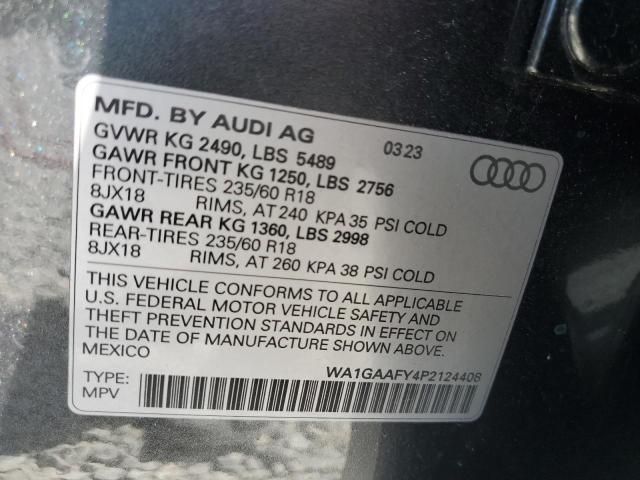 MFD. BY AUDI AG 03 23
GVWR KG 2490, LBS 5489
GAWR FRONT KG 1250, LBS 2756
FRONT-TIRES 235/60 R18
8JX18 RIMS, AT 240 KPA 35 PSI COLD
GAWR REAR KG 1360, LBS 2998
REAR-TIRES 235/60 R18
8JX18 RIMS, AT 260 KPA 38 PSI COLD
THIS VEHICLE CONFORMS TO ALL APPLICABLE
U.S. FEDERAL MOTOR VEHICLE SAFETY AND
THEFT PREVENTION STANDARDS IN EFFECT ON
THE DATE OF MANUFACTURE SHOWN ABOVE.
MEXICO
WA1GAAFY4P2124408
TYPE:
MPV